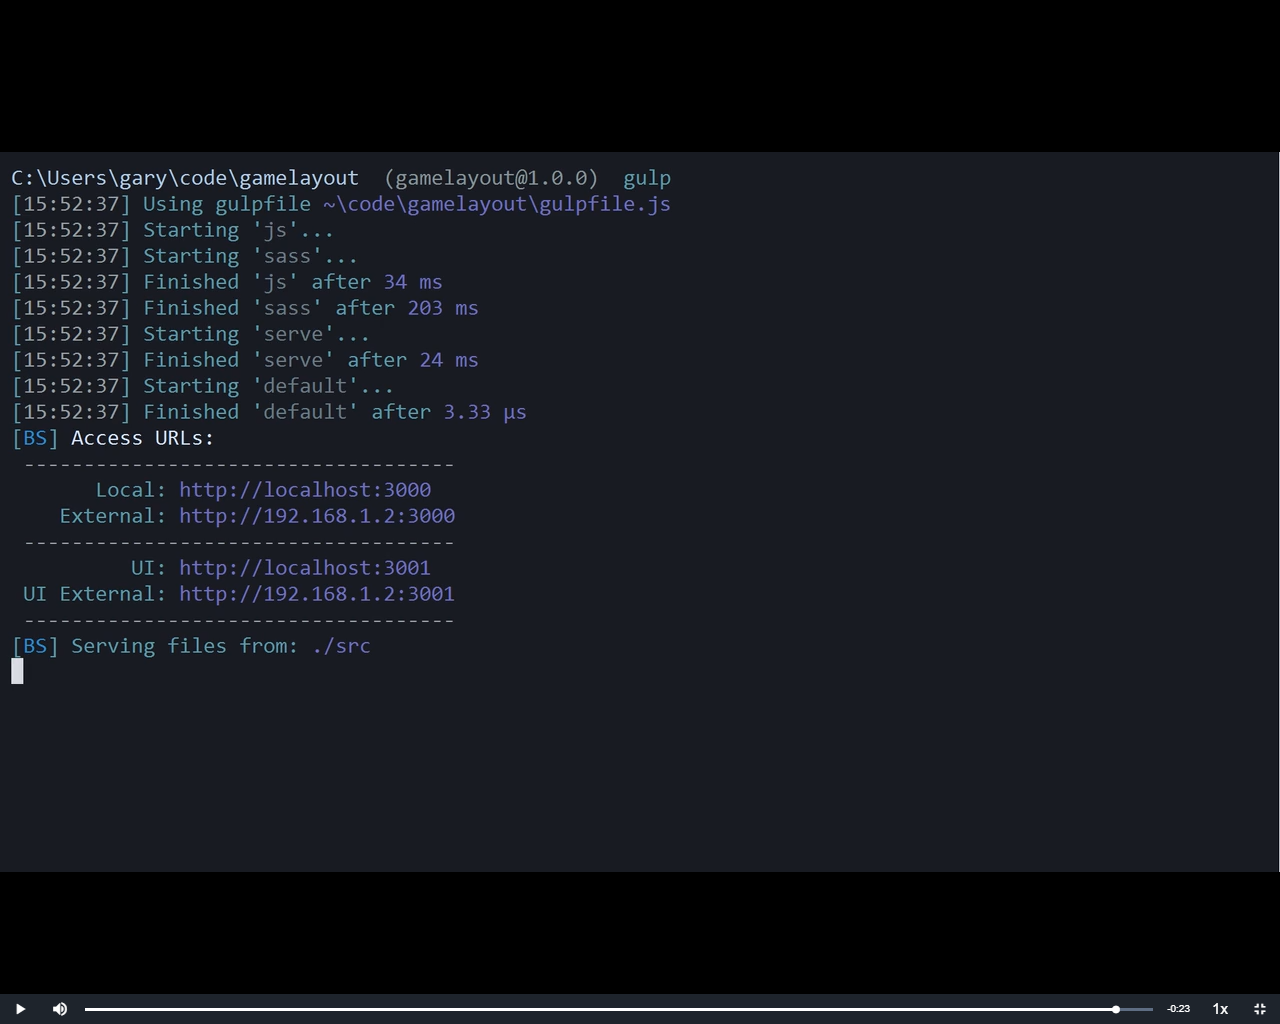 C:\Users\gary\code\gamelayout (gamelayout@1.0.0) gulp
[15:52:37] Using gulpfile ~\code\gamelayout\gulpfile.js
[15:52:37] Starting 'js'...
[15:52:37] Starting 'sass'...
[15:52:37] Finished 'js' after 34 ms
[15:52:37] Finished 'sass' after 203 ms
[15:52:37] Starting 'serve'...
[15:52:37] Finished 'serve' after 24 ms
[15:52:37] Starting 'default'...
[15:52:37] Finished 'default' after 3.33 μs
[BS] Access URLs:
------------------------------------
Local: http://localhost:3000
External: http://192.168.1.2:3000
------------------------------------
UI: http://localhost:3001
UI External: http://192.168.1.2:3001
------------------------------------
[BS] Serving files from: ./src
-0:23 1x